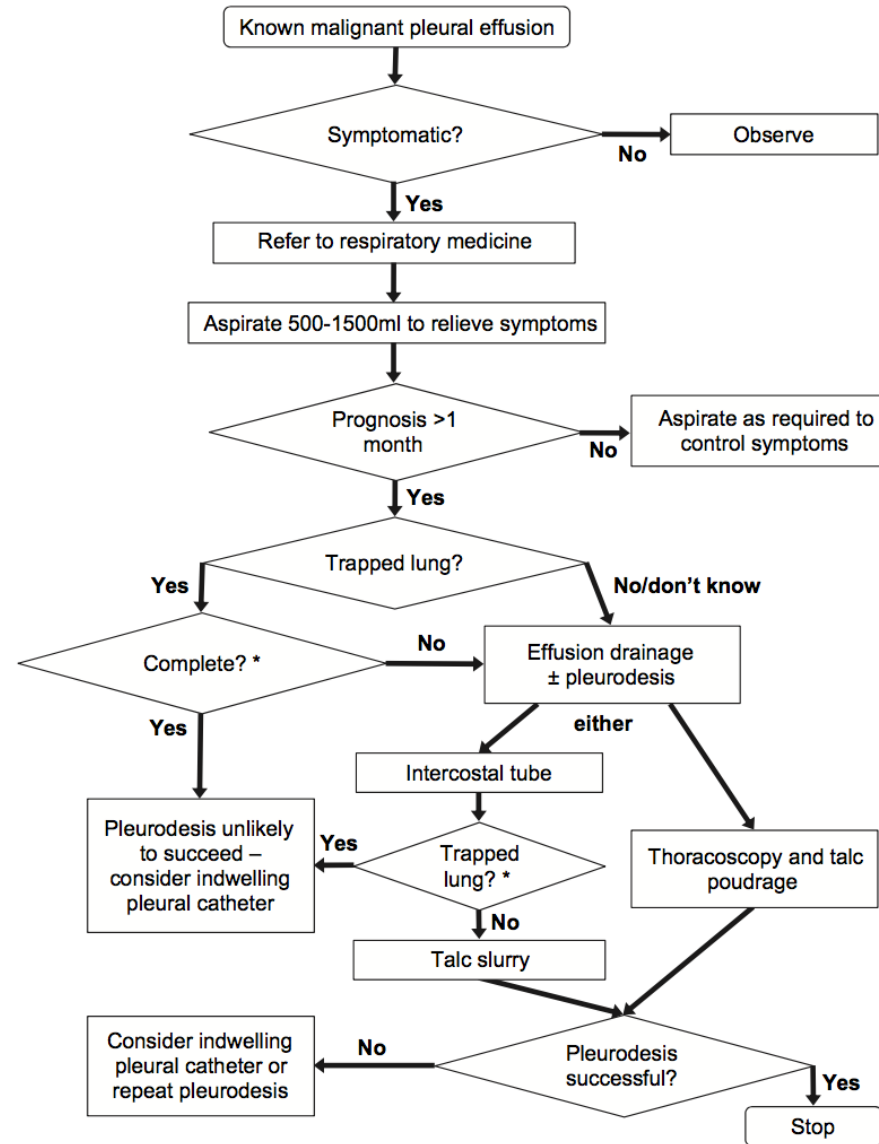 Known malignant pleural effusion
Symptomatic?
No
Observe
Yes
Refer to respiratory medicine
Aspirate 500-1500ml to relieve symptoms
Prognosis >1
month
No
Aspirate as required to
control symptoms
Yes
Trapped lung?
Yes
No/don’t know
Complete? *
No
Effusion drainage
± pleurodesis
Yes
either
Intercostal tube
Pleurodesis unlikely
to succeed –
consider indwelling
pleural catheter
Yes
Trapped
lung? *
Thoracoscopy and talc
poudrage
No
Talc slurry
Consider indwelling
pleural catheter or
repeat pleurodesis
No
Pleurodesis
successful?
Yes
Stop